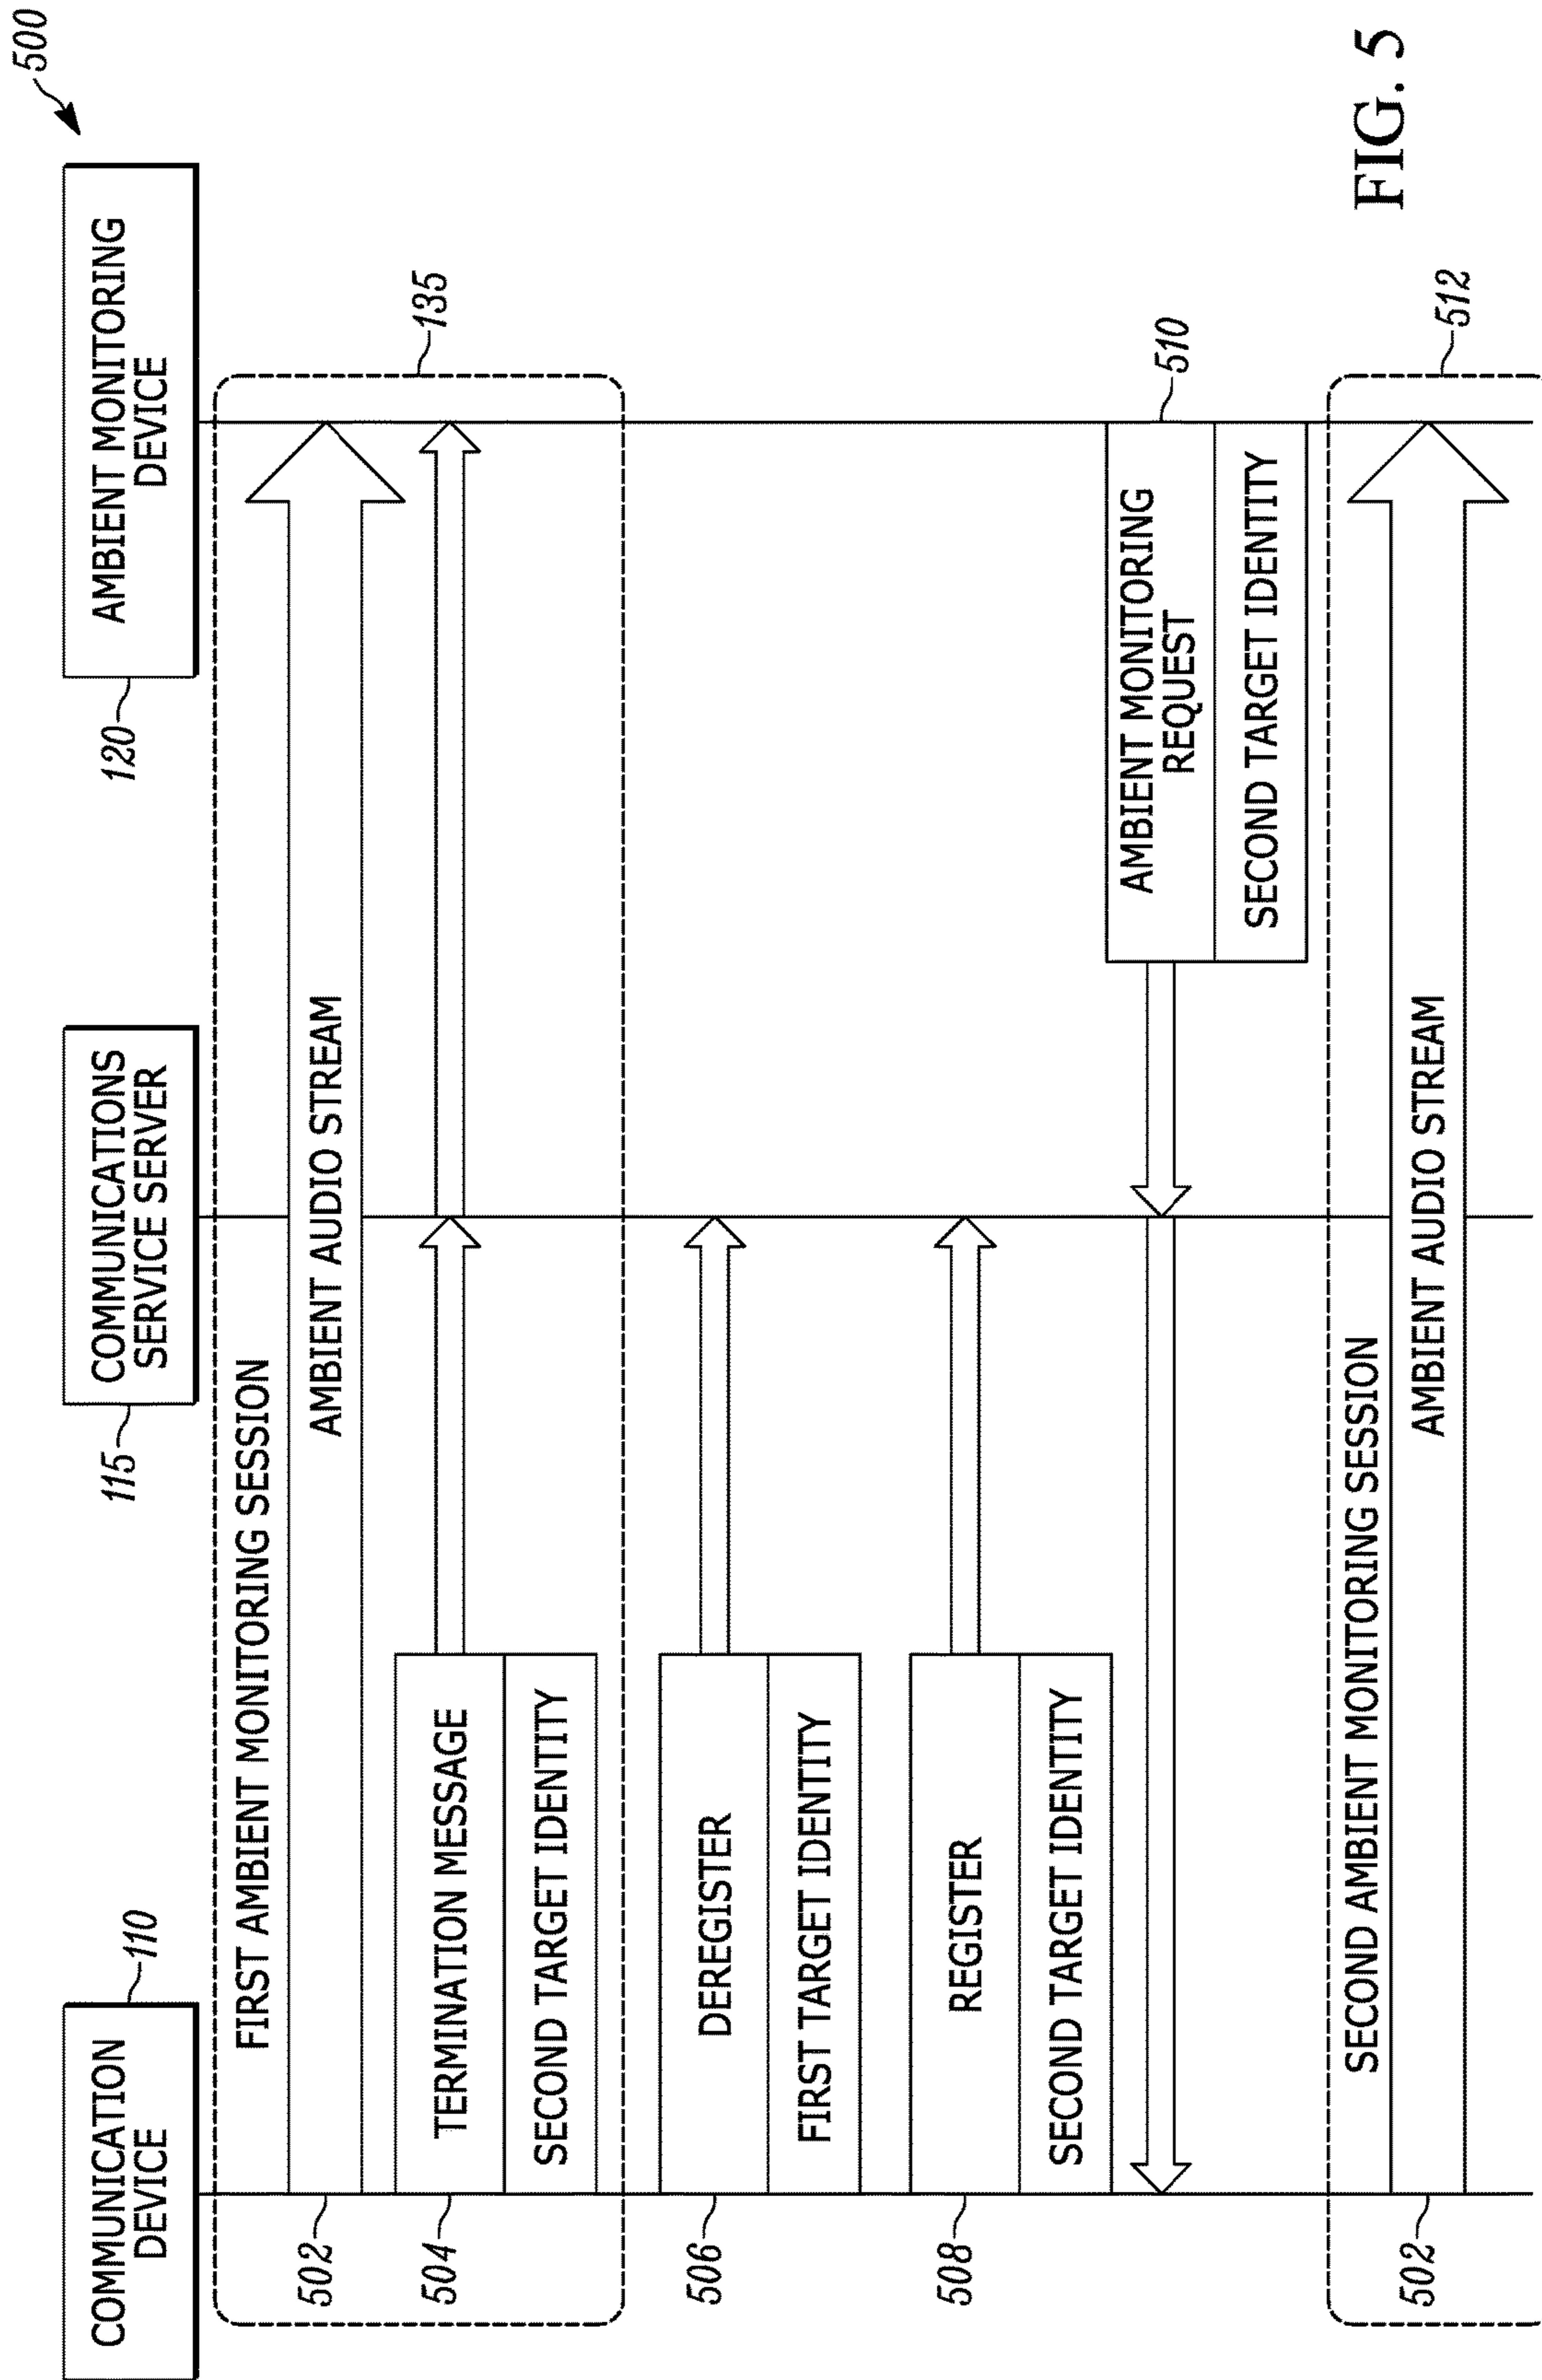 500
COMMUNICATION
DEVICE
110
COMMUNICATIONS
SERVICE SERVER
115
AMBIENT MONITORING
DEVICE
120
FIRST AMBIENT MONITORING SESSION
135
502
AMBIENT AUDIO STREAM
504
TERMINATION MESSAGE
SECOND TARGET IDENTITY
506
DEREGISTER
FIRST TARGET IDENTITY
508
REGISTER
SECOND TARGET IDENTITY
510
AMBIENT MONITORING
REQUEST
SECOND TARGET IDENTITY
SECOND AMBIENT MONITORING SESSION
512
502
AMBIENT AUDIO STREAM
FIG. 5